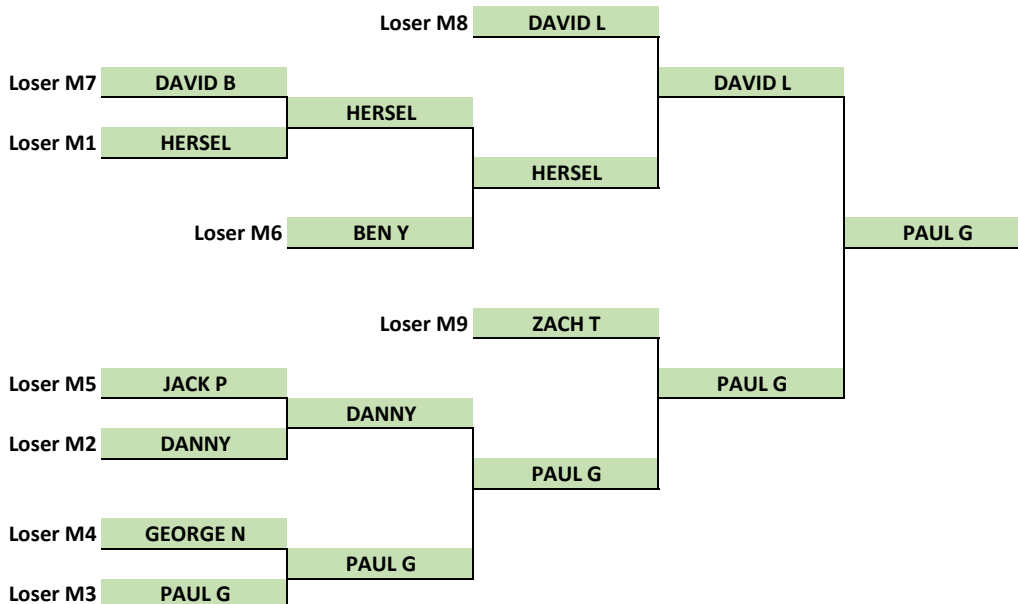 Loser M8 DAVID L
Loser M7 DAVID B DAVID L
HERSEL
Loser M1 HERSEL
HERSEL
Loser M6 BEN Y PAUL G
Loser M9 ZACH T
Loser M5 JACK P PAUL G
DANNY
Loser M2 DANNY
PAUL G
Loser M4 GEORGE N
PAUL G
Loser M3 PAUL G